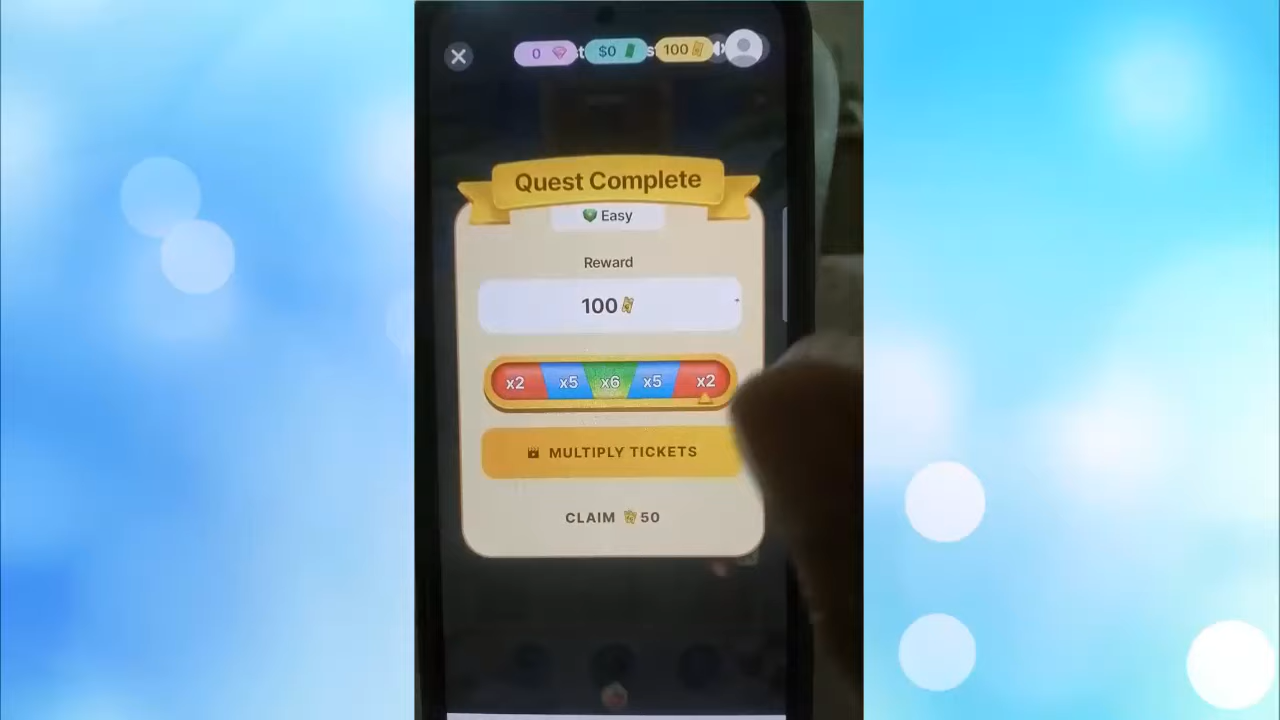 0 $0 100
Quest Complete
Easy
Reward
100
x2 x5 x6 x5 x2
MULTIPLY TICKETS
CLAIM 50